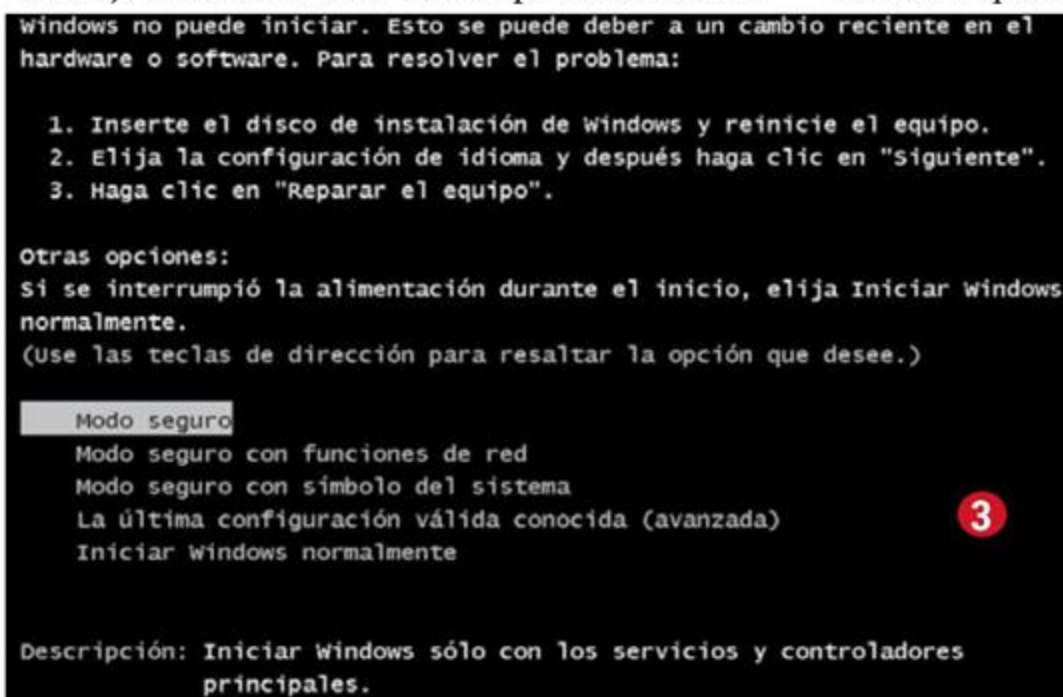 Windows no puede iniciar. Esto se puede deber a un cambio reciente en el
hardware o software. Para resolver el problema:
1. Inserte el disco de instalación de Windows y reinicie el equipo.
2. Elija la configuración de idioma y después haga clic en "Siguiente".
3. Haga clic en "Reparar el equipo".
Otras opciones:
Si se interrumpió la alimentación durante el inicio, elija Iniciar Windows
normalmente.
(Use las teclas de dirección para resaltar la opción que desee.)
Modo seguro
Modo seguro con funciones de red
Modo seguro con símbolo del sistema
La última configuración válida conocida (avanzada)
3
Iniciar Windows normalmente
Descripción: Iniciar Windows sólo con los servicios y controladores
principales.